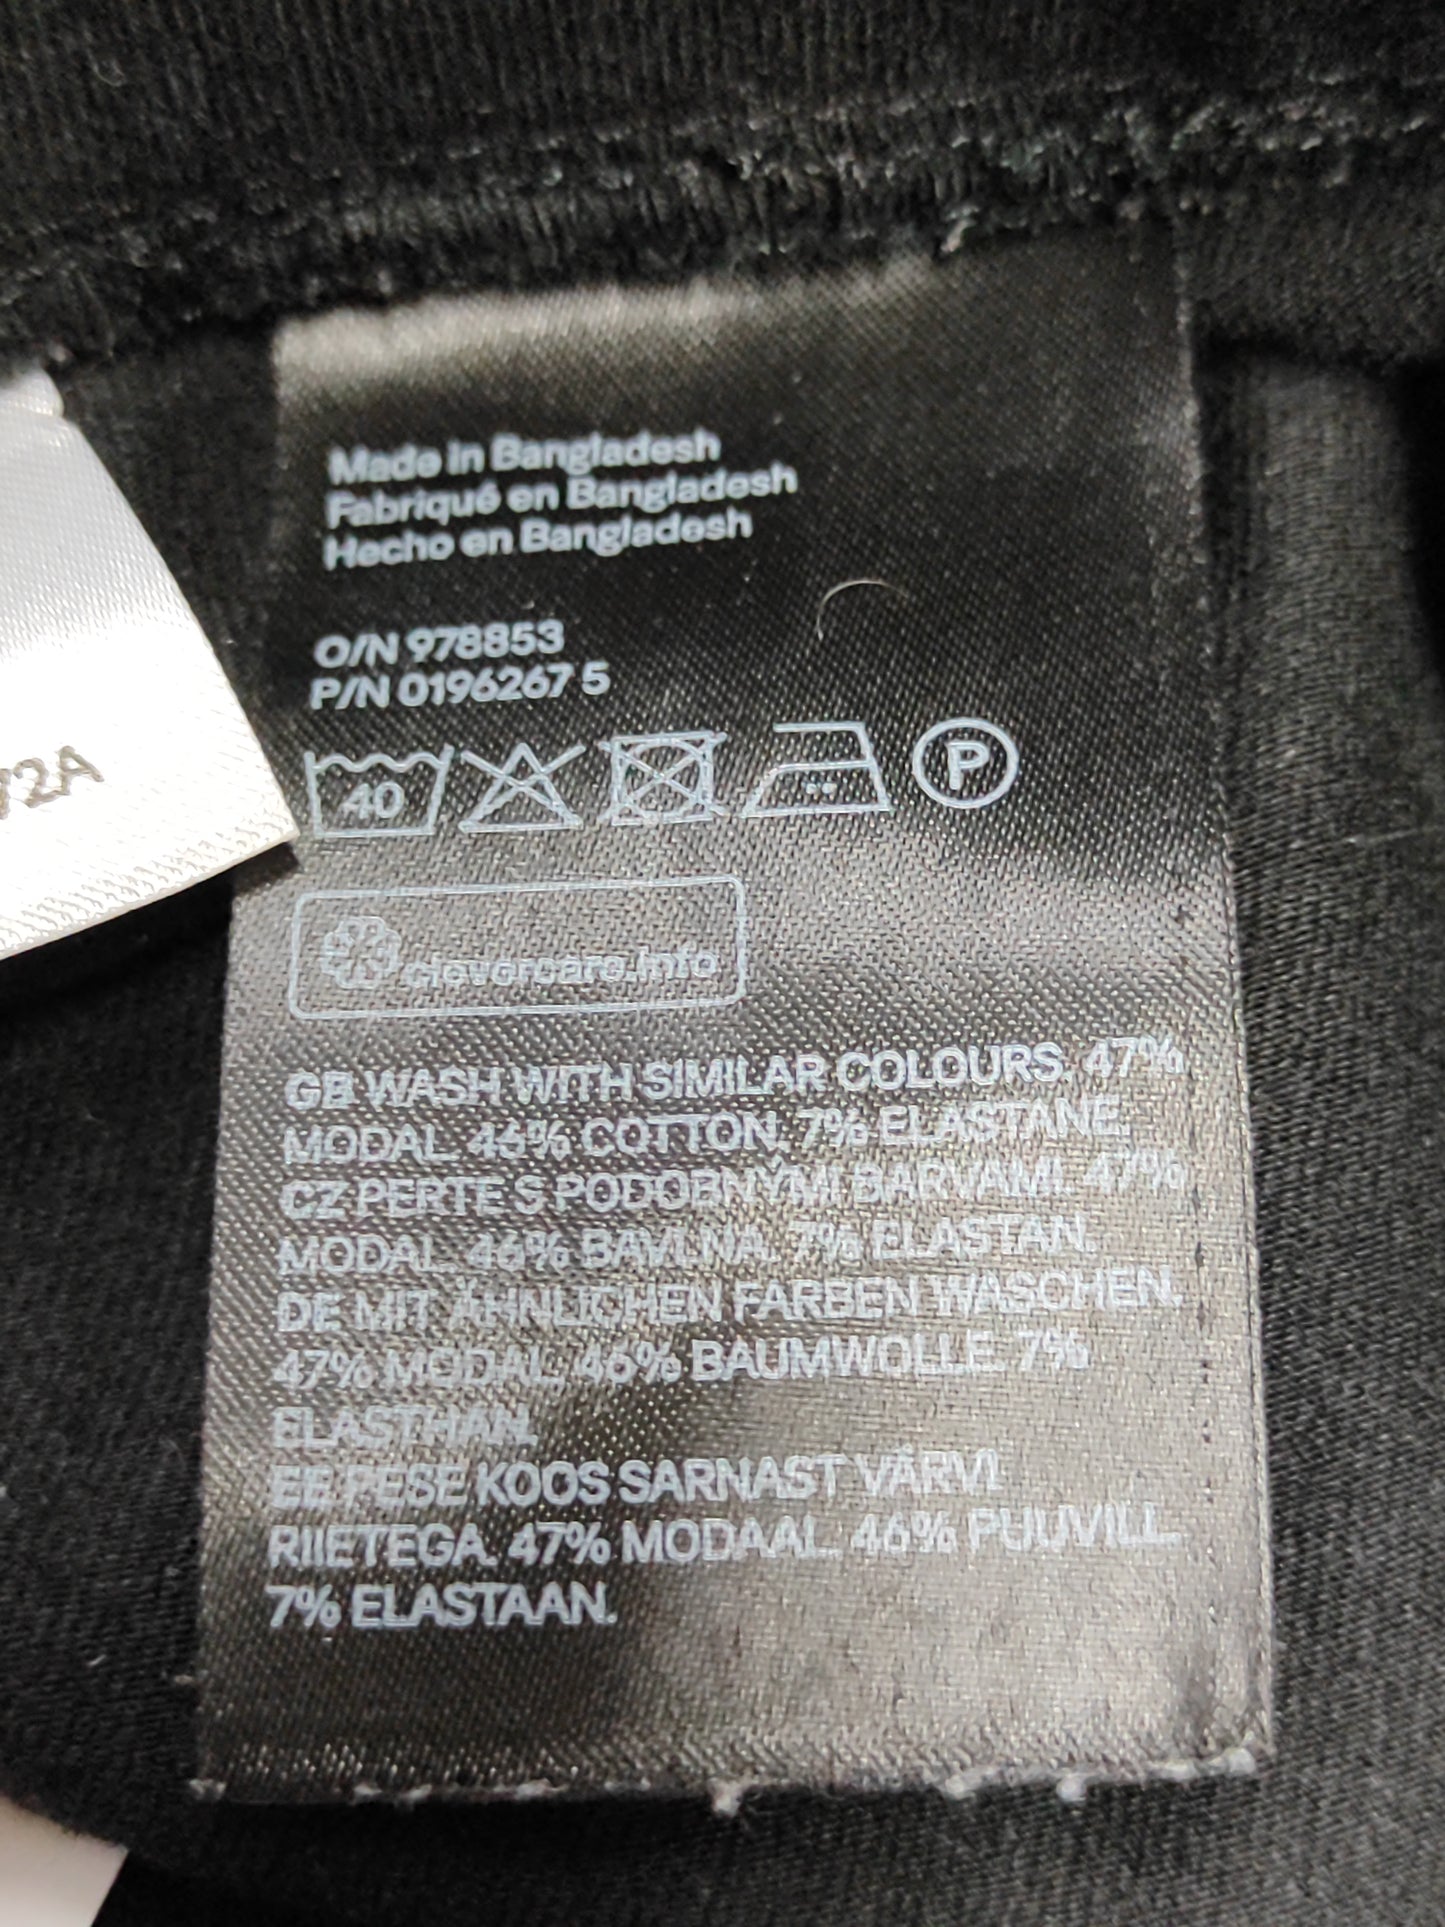 Made in Bangladesh
Fabriqué en Bangladesh
Hecho en Bangladesh
O/N 978853
P/N 0196267 5
40
P
clevercare.info
GB WASH WITH SIMILAR COLOURS. 47%
MODAL. 46% COTTON. 7% ELASTANE.
CZ PERTE S PODOBNÝMI BARVAMI. 47%
MODAL. 46% BAVLNA. 7% ELASTAN.
DE MIT ÄHNLICHEN FARBEN WASCHEN.
47% MODAL. 46% BAUMWOLLE. 7%
ELASTHAN.
EE PESE KOOS SARNAST VÄRVI
RIIETEGA. 47% MODAAL. 46% PUUVILL.
7% ELASTAAN.
72A